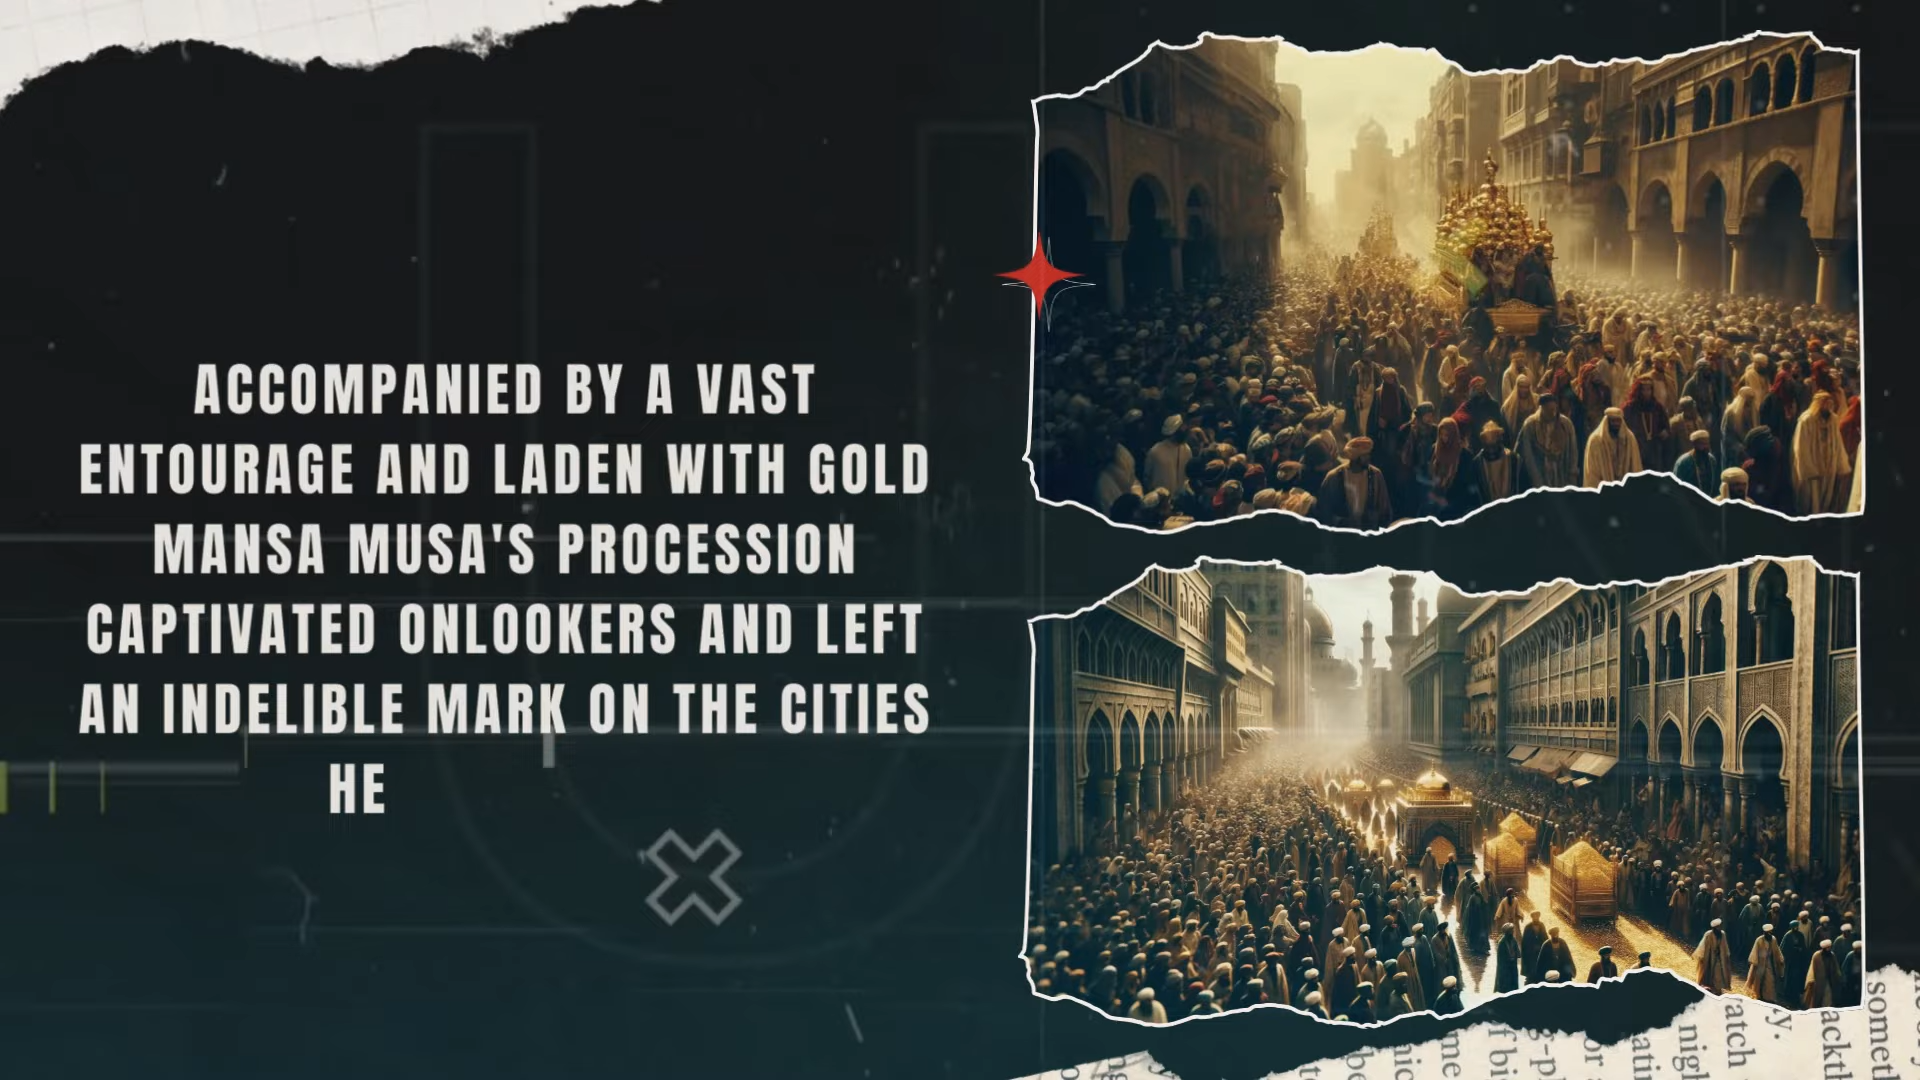 ACCOMPANIED BY A VAST
ENTOURAGE AND LADEN WITH GOLD
MANSA MUSA'S PROCESSION
CAPTIVATED ONLOOKERS AND LEFT
AN INDELIBLE MARK ON THE CITIES
HE